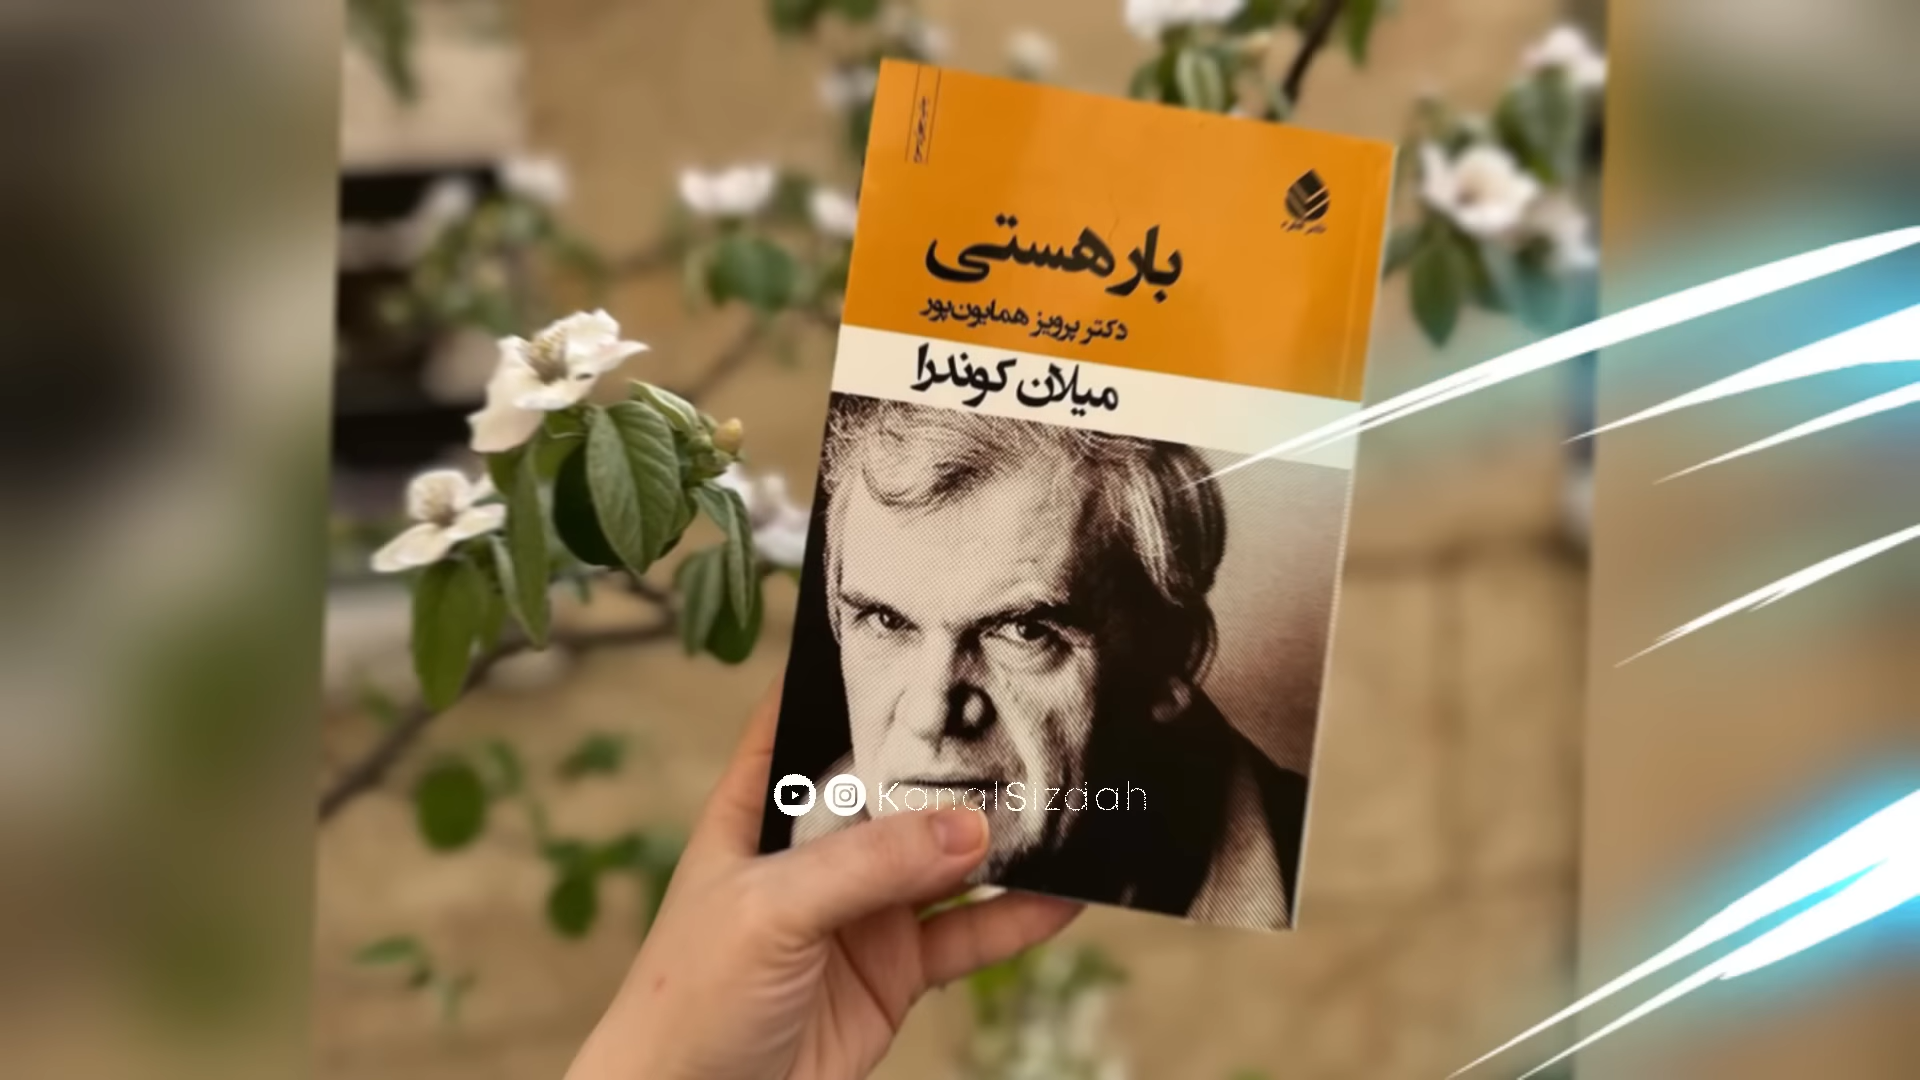 بار هستی
دکتر پرویز همایون‌پور
میلان کوندرا
KanalSizdah